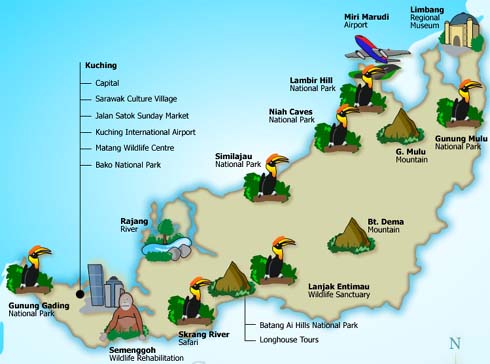 Limbang
Regional
Museum
Miri Marudi
Airport
Kuching
Capital
Sarawak Culture Village
Jalan Satok Sunday Market
Kuching International Airport
Matang Wildlife Centre
Bako National Park
Lambir Hill
National Park
Niah Caves
National Park
Gunung Mulu
National Park
G. Mulu
Mountain
Similajau
National Park
Rajang
River
Bt. Dema
Mountain
Lanjak Entimau
Wildlife Sanctuary
Gunung Gading
National Park
Batang Ai Hills National Park
Longhouse Tours
Skrang River
Safari
Semenggoh
Wildlife Rehabilitation
N